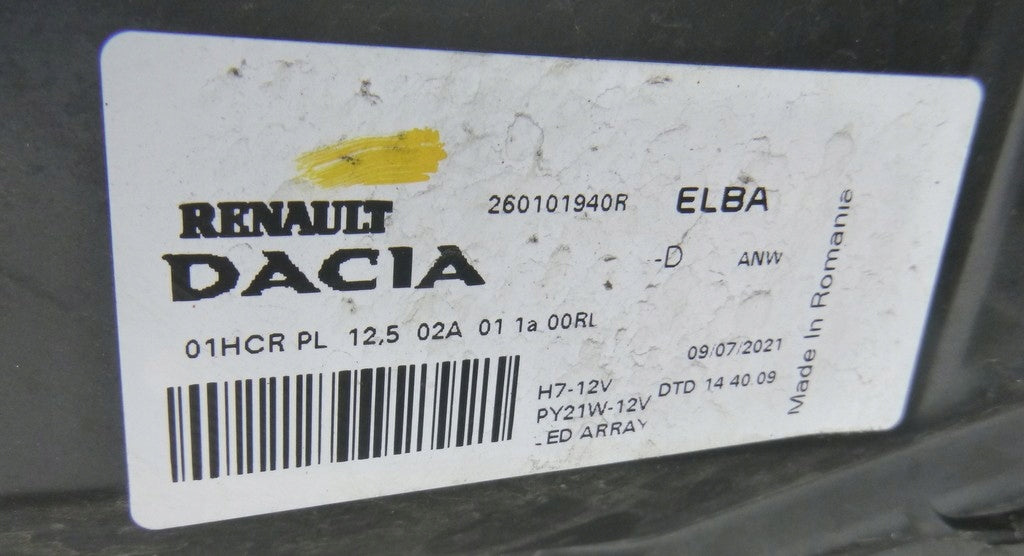 RENAULT 260101940R ELBA
DACIA -D ANW
01HCR PL 12,5 02A 01 1a 00RL
09/07/2021
H7-12V DTD 14 40 09
PY21W-12V
_ED ARRAY
Made In Romania